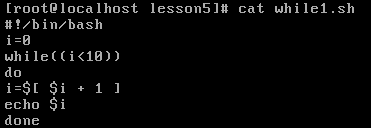 [root@localhost lesson5]# cat while1.sh
#!/bin/bash
i=0
while((i<10))
do
i=$[ $i + 1 ]
echo $i
done